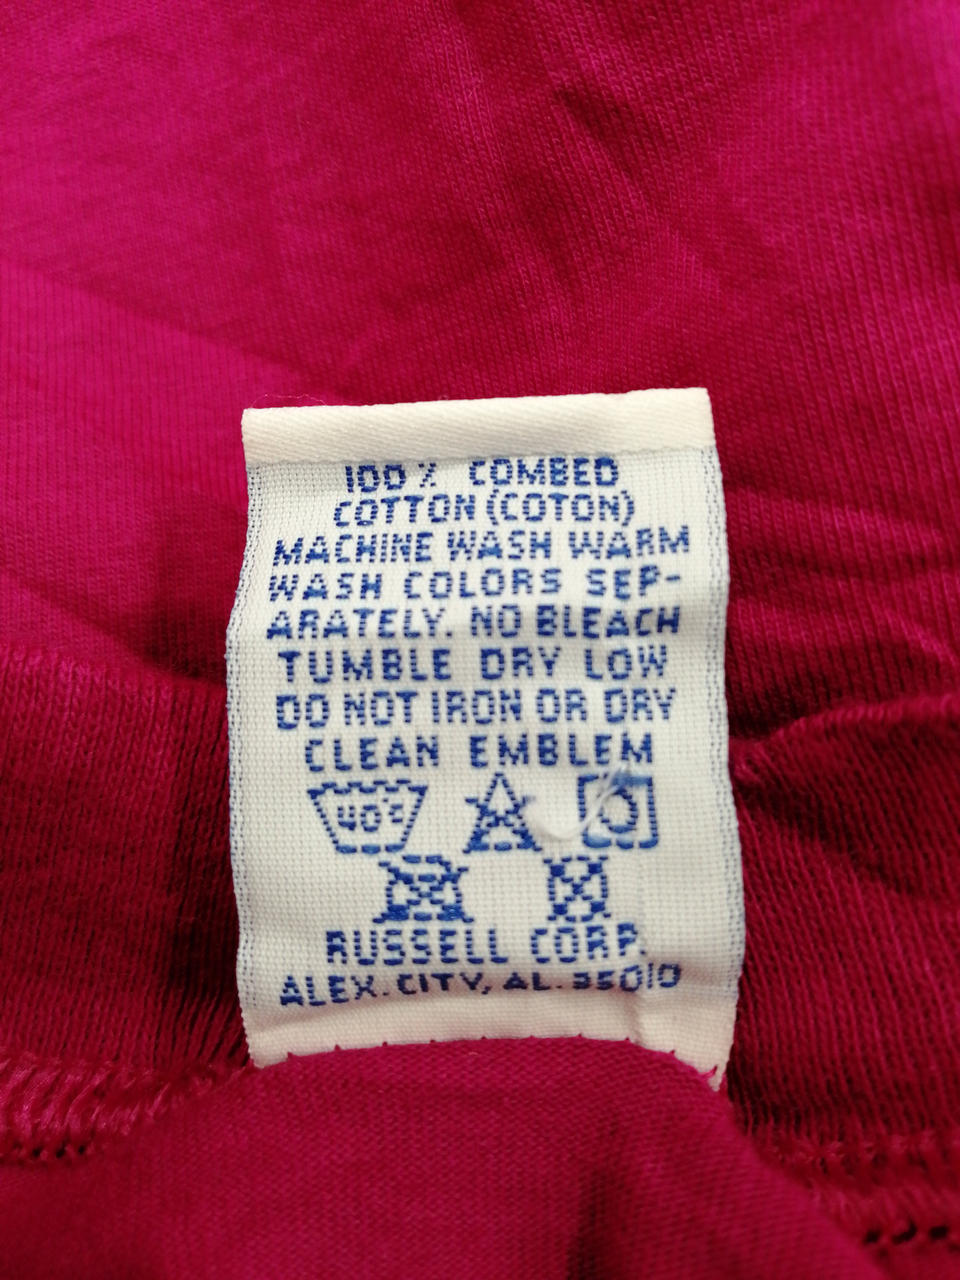 100% COMBED
COTTON (COTON)
MACHINE WASH WARM
WASH COLORS SEP-
ARATELY. NO BLEACH
TUMBLE DRY LOW
DO NOT IRON OR DRY
CLEAN EMBLEM
40°C
RUSSELL CORP.
ALEX. CITY, AL. 35010